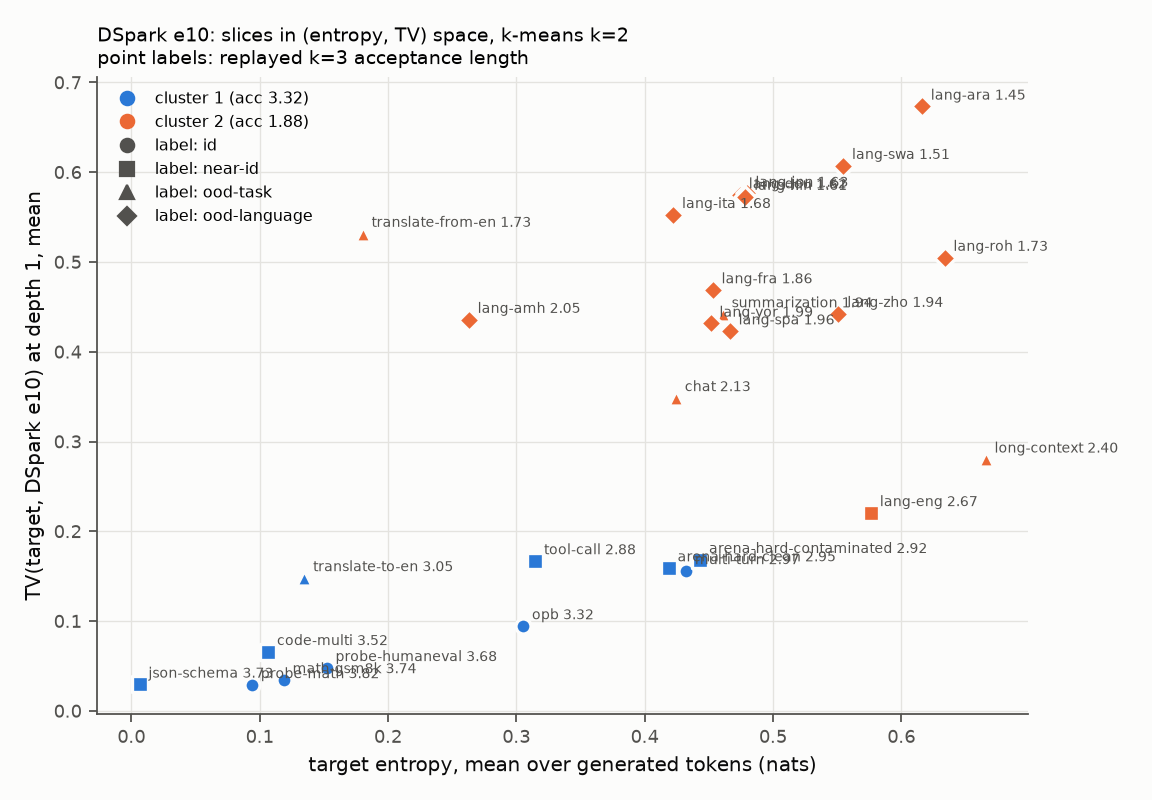 DSpark e10: slices in (entropy, TV) space, k-means k=2
point labels: replayed k=3 acceptance length
cluster 1 (acc 3.32)
cluster 2 (acc 1.88)
label: id
label: near-id
label: ood-task
label: ood-language
TV(target, DSpark e10) at depth 1, mean
0.7
0.6
0.5
0.4
0.3
0.2
0.1
0.0
lang-ara 1.45
lang-swa 1.51
lang-ita 1.68
translate-from-en 1.73
lang-roh 1.73
lang-fra 1.86
lang-amh 2.05
summarization 1.94
lang-zho 1.94
lang-yor 1.99
lang-spa 1.96
chat 2.13
long-context 2.40
lang-eng 2.67
tool-call 2.88
arena-hard-contaminated 2.92
arena-hard-clean 2.95
multi-turn 2.97
translate-to-en 3.05
opb 3.32
code-multi 3.52
probe-humaneval 3.68
math-gsm8k 3.74
json-schema 3.73
probe-math 3.82
0.0 0.1 0.2 0.3 0.4 0.5 0.6
target entropy, mean over generated tokens (nats)